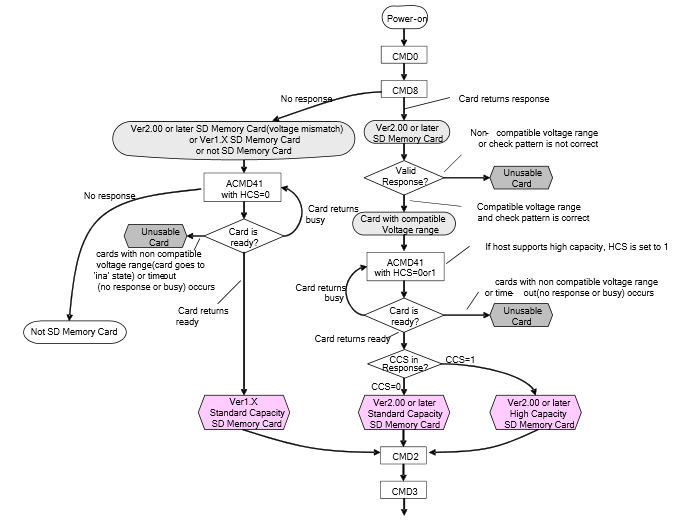 Power-on
CMD0
CMD8
No response
Card returns response
Ver2.00 or later SD Memory Card(voltage mismatch)
or Ver1.X SD Memory Card
or not SD Memory Card
Ver2.00 or later
SD Memory Card
Non- compatible voltage range
or check pattern is not correct
Valid
Response?
Unusable
Card
ACMD41
with HCS=0
No response
Card returns
busy
Compatible voltage range
and check pattern is correct
Card with compatible
Voltage range
Unusable
Card
Card is
ready?
If host supports high capacity, HCS is set to 1
cards with non compatible
voltage range(card goes to
'ina' state) or timeout
(no response or busy) occurs
ACMD41
with HCS=0or1
Card returns
busy
cards with non compatible voltage range
or time- out(no response or busy) occurs
Card returns
ready
Card is
ready?
Unusable
Card
Not SD Memory Card
Card returns ready
CCS in
Response?
CCS=1
CCS=0
Ver1.X
Standard Capacity
SD Memory Card
Ver2.00 or later
Standard Capacity
SD Memory Card
Ver2.00 or later
High Capacity
SD Memory Card
CMD2
CMD3